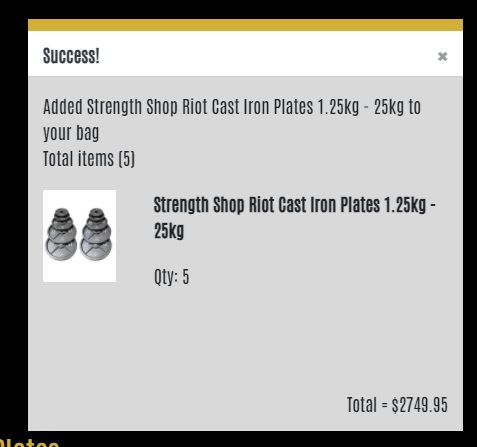 Success!
×
Added Strength Shop Riot Cast Iron Plates 1.25kg - 25kg to
your bag
Total items (5)
Strength Shop Riot Cast Iron Plates 1.25kg -
25kg
Qty: 5
Total = $2749.95
Plates